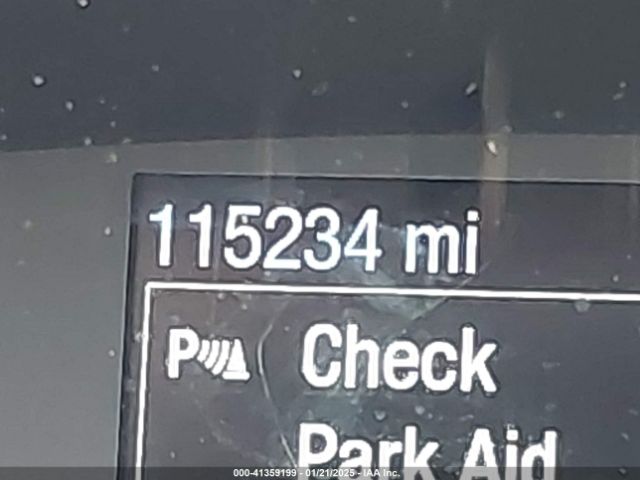 115234 mi
P Check
Park Aid
000-41359199 - 01/21/2025 - IAA Inc.